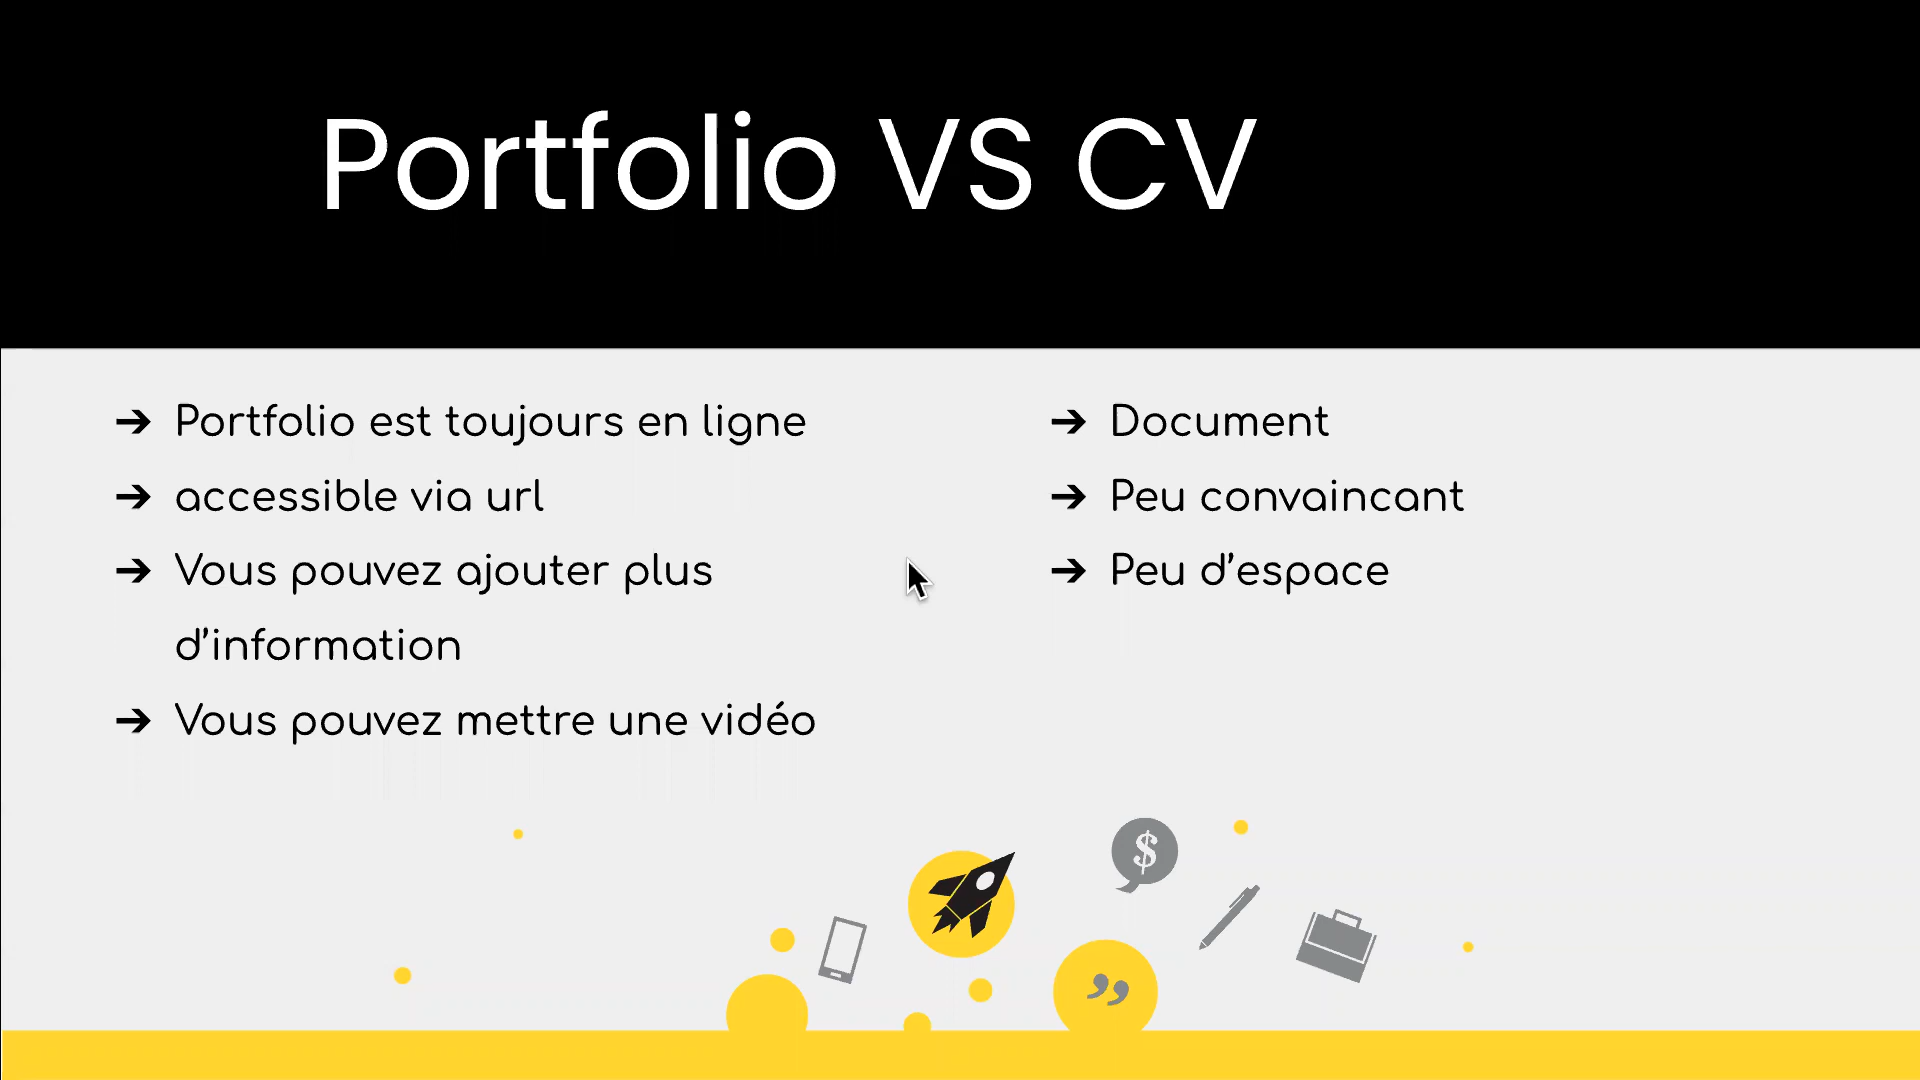 Portfolio VS CV
➔ Portfolio est toujours en ligne
➔ accessible via url
➔ Vous pouvez ajouter plus
d’information
➔ Vous pouvez mettre une vidéo
➔ Document
➔ Peu convaincant
➔ Peu d’espace
$
”